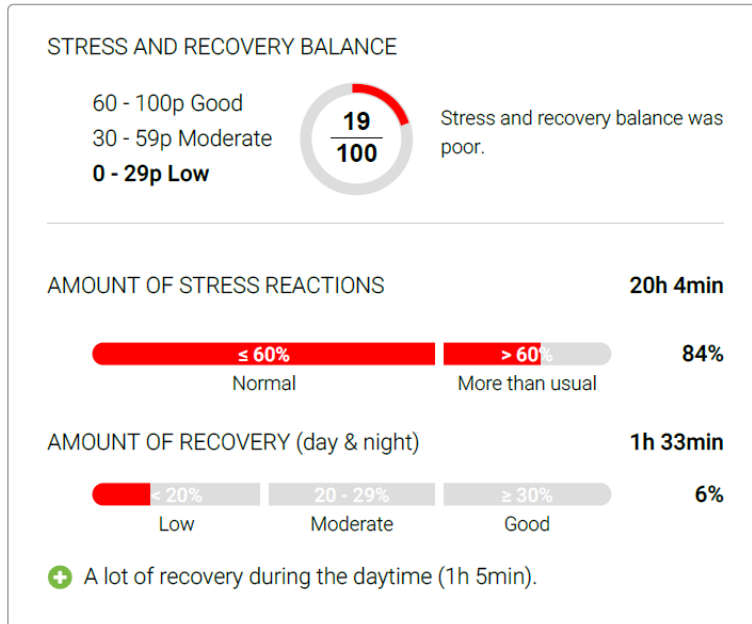 STRESS AND RECOVERY BALANCE
60 - 100p Good
30 - 59p Moderate
0 - 29p Low
19
100
Stress and recovery balance was
poor.
AMOUNT OF STRESS REACTIONS
20h 4min
≤ 60%
> 60%
84%
Normal
More than usual
AMOUNT OF RECOVERY (day & night)
1h 33min
< 20%
20 - 29%
≥ 30%
6%
Low
Moderate
Good
A lot of recovery during the daytime (1h 5min).